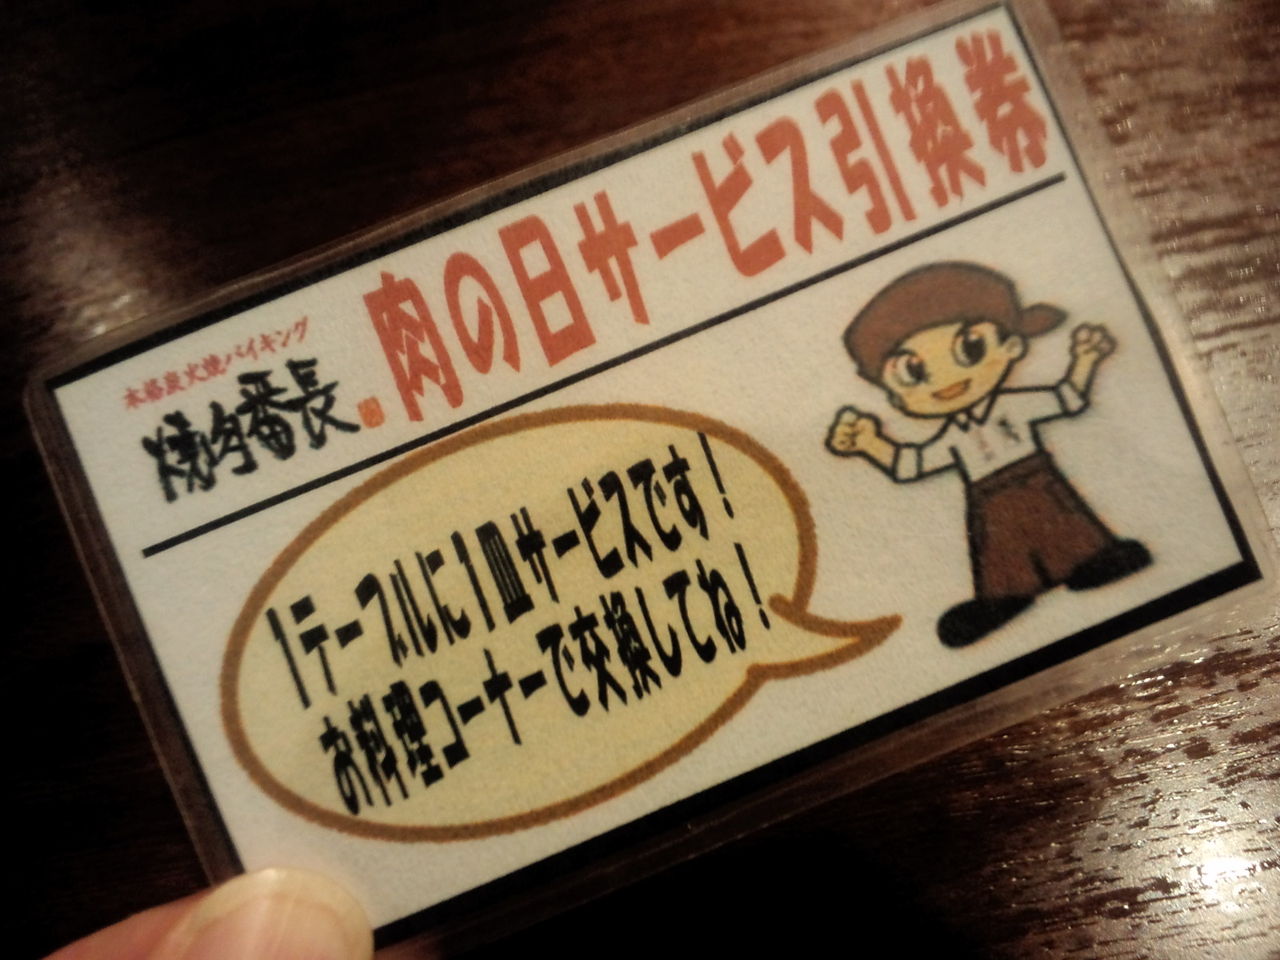 本格炭火焼バイキング
焼肉番長
肉の日サービス引換券
1テーブルに1皿サービスです！
お料理コーナーで交換してね！